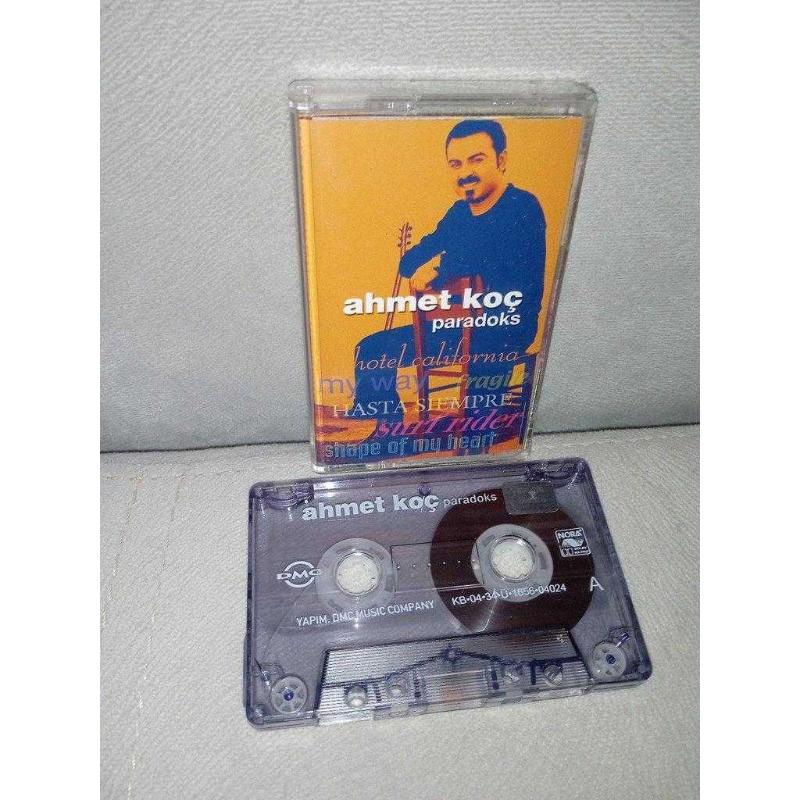 ahmet koç
paradoks
hotel california
my way fragile
HASTA SIEMPRE
surf rider
shape of my heart
ahmet koç paradoks
NORA
DMC
YAPIM. DMC MUSIC COMPANY
KB•04•34•Ü•1656•04024
A